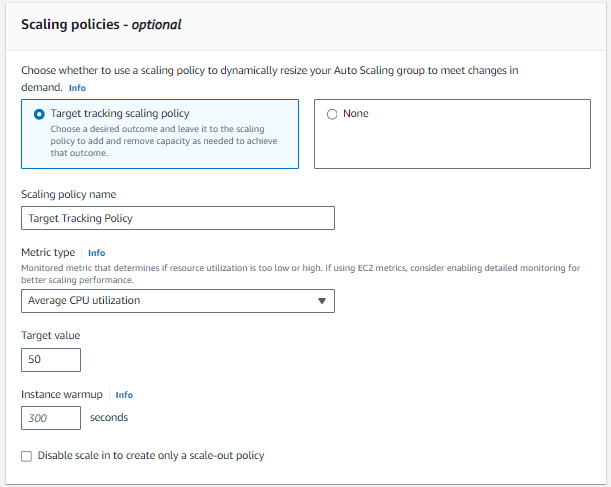 Scaling policies - optional
Choose whether to use a scaling policy to dynamically resize your Auto Scaling group to meet changes in
demand. Info
Target tracking scaling policy
Choose a desired outcome and leave it to the scaling
policy to add and remove capacity as needed to achieve
that outcome.
None
Scaling policy name
Target Tracking Policy
Metric type Info
Monitored metric that determines if resource utilization is too low or high. If using EC2 metrics, consider enabling detailed monitoring for
better scaling performance.
Average CPU utilization
Target value
50
Instance warmup Info
300 seconds
Disable scale in to create only a scale-out policy